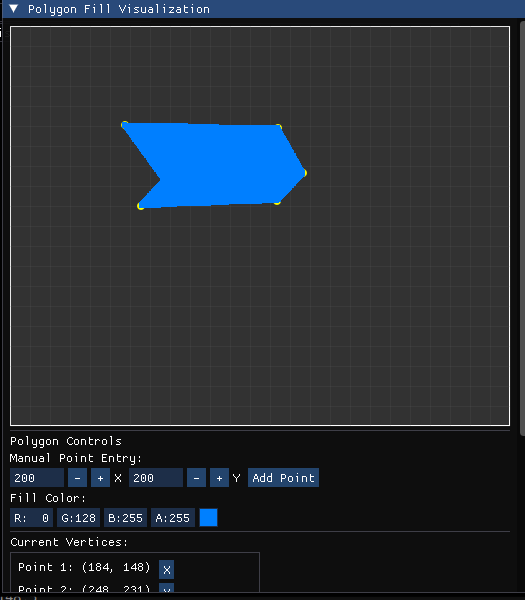 Polygon Fill Visualization
Polygon Controls
Manual Point Entry:
200 - + X 200 - + Y Add Point
Fill Color:
R: 0 G:128 B:255 A:255
Current Vertices:
Point 1: (184, 148) X
Point 2: (248, 231)